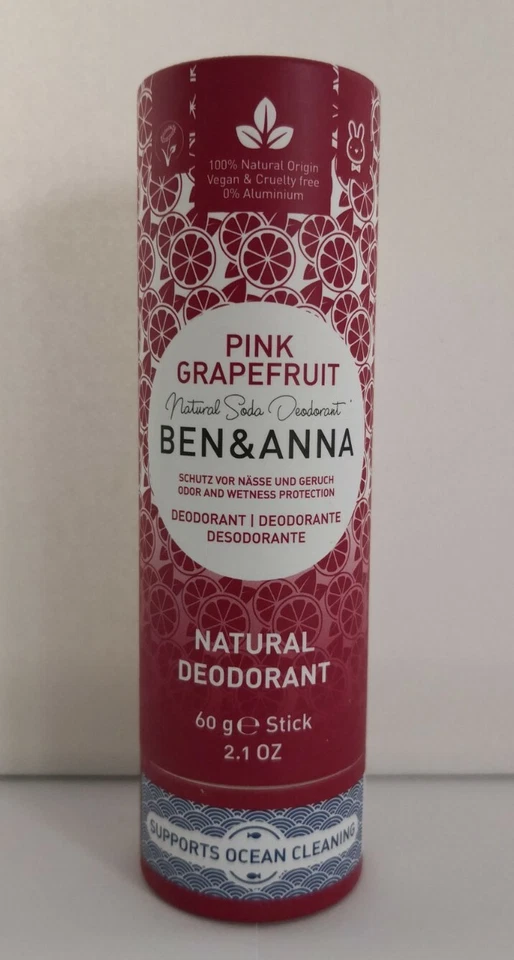 100% Natural Origin
Vegan & Cruelty free
0% Aluminium
PINK
GRAPEFRUIT
Natural Soda Deodorant
BEN&ANNA
SCHUTZ VOR NÄSSE UND GERUCH
ODOR AND WETNESS PROTECTION
DEODORANT | DEODORANTE
DESODORANTE
NATURAL
DEODORANT
60 g℮ Stick
2.1 OZ
SUPPORTS OCEAN CLEANING